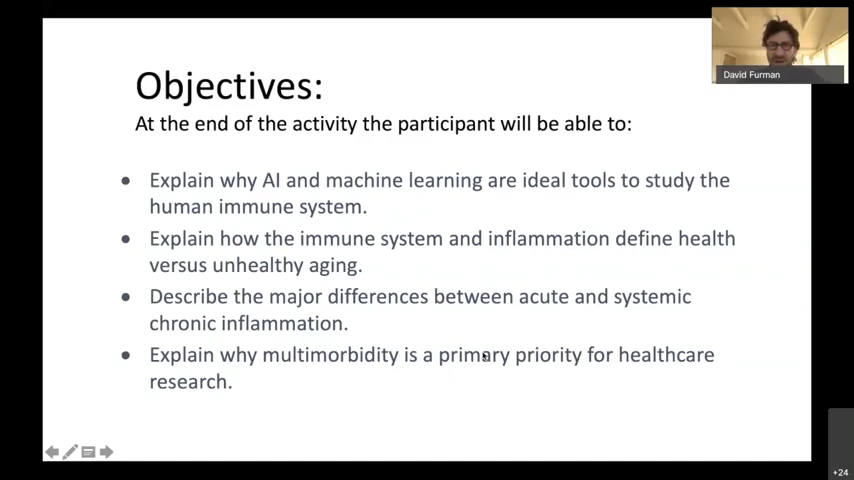 Objectives:
At the end of the activity the participant will be able to:
• Explain why AI and machine learning are ideal tools to study the
human immune system.
• Explain how the immune system and inflammation define health
versus unhealthy aging.
• Describe the major differences between acute and systemic
chronic inflammation.
• Explain why multimorbidity is a primary priority for healthcare
research.
David Furman
+24